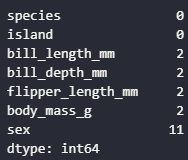 species 0
island 0
bill_length_mm 2
bill_depth_mm 2
flipper_length_mm 2
body_mass_g 2
sex 11
dtype: int64